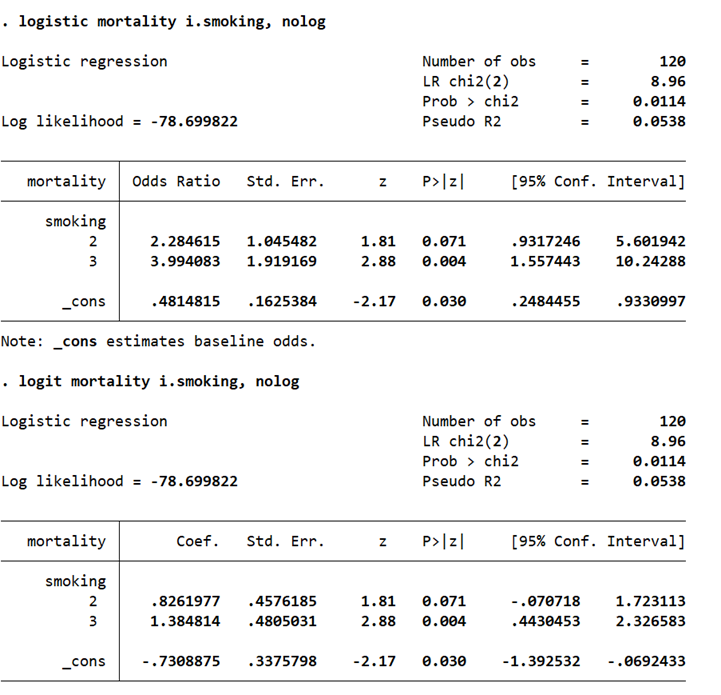 . logistic mortality i.smoking, nolog
Logistic regression Number of obs = 120
LR chi2(2) = 8.96
Prob > chi2 = 0.0114
Log likelihood = -78.699822 Pseudo R2 = 0.0538
mortality Odds Ratio Std. Err. z P>|z| [95% Conf. Interval]
smoking
2 2.284615 1.045482 1.81 0.071 .9317246 5.601942
3 3.994083 1.919169 2.88 0.004 1.557443 10.24288
_cons .4814815 .1625384 -2.17 0.030 .2484455 .9330997
Note: _cons estimates baseline odds.
. logit mortality i.smoking, nolog
Logistic regression Number of obs = 120
LR chi2(2) = 8.96
Prob > chi2 = 0.0114
Log likelihood = -78.699822 Pseudo R2 = 0.0538
mortality Coef. Std. Err. z P>|z| [95% Conf. Interval]
smoking
2 .8261977 .4576185 1.81 0.071 -.070718 1.723113
3 1.384814 .4805031 2.88 0.004 .4430453 2.326583
_cons -.7308875 .3375798 -2.17 0.030 -1.392532 -.0692433